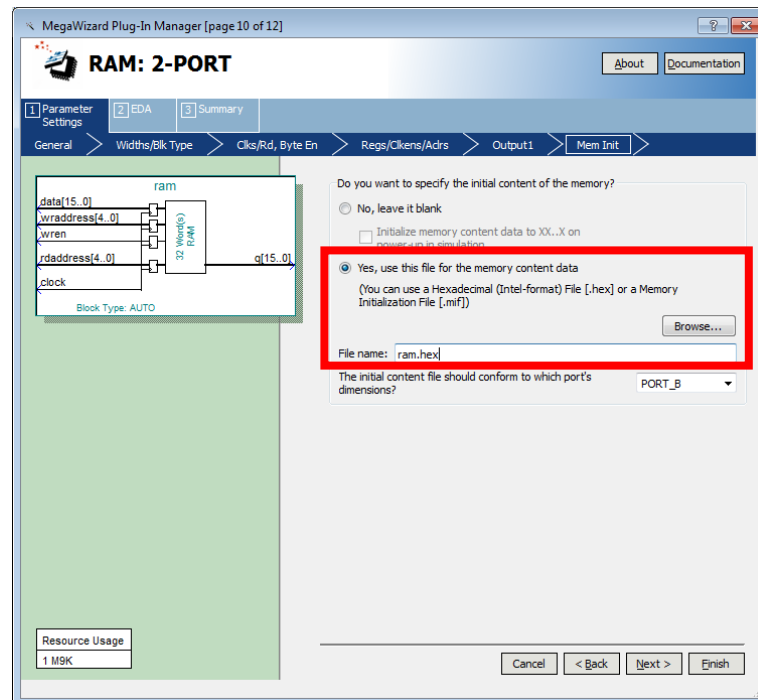 MegaWizard Plug-In Manager [page 10 of 12]
RAM: 2-PORT
About
Documentation
1 Parameter Settings
2 EDA
3 Summary
General
Widths/Blk Type
Clks/Rd, Byte En
Regs/Clkens/Aclrs
Output1
Mem Init
ram
data[15..0]
wraddress[4..0]
wren
rdaddress[4..0]
clock
32 Word(s)
RAM
q[15..0]
Block Type: AUTO
Do you want to specify the initial content of the memory?
No, leave it blank
Initialize memory content data to XX..X on
power-up in simulation
Yes, use this file for the memory content data
(You can use a Hexadecimal (Intel-format) File [.hex] or a Memory
Initialization File [.mif])
Browse...
File name: ram.hex
The initial content file should conform to which port's
dimensions?
PORT_B
Resource Usage
1 M9K
Cancel
< Back
Next >
Finish